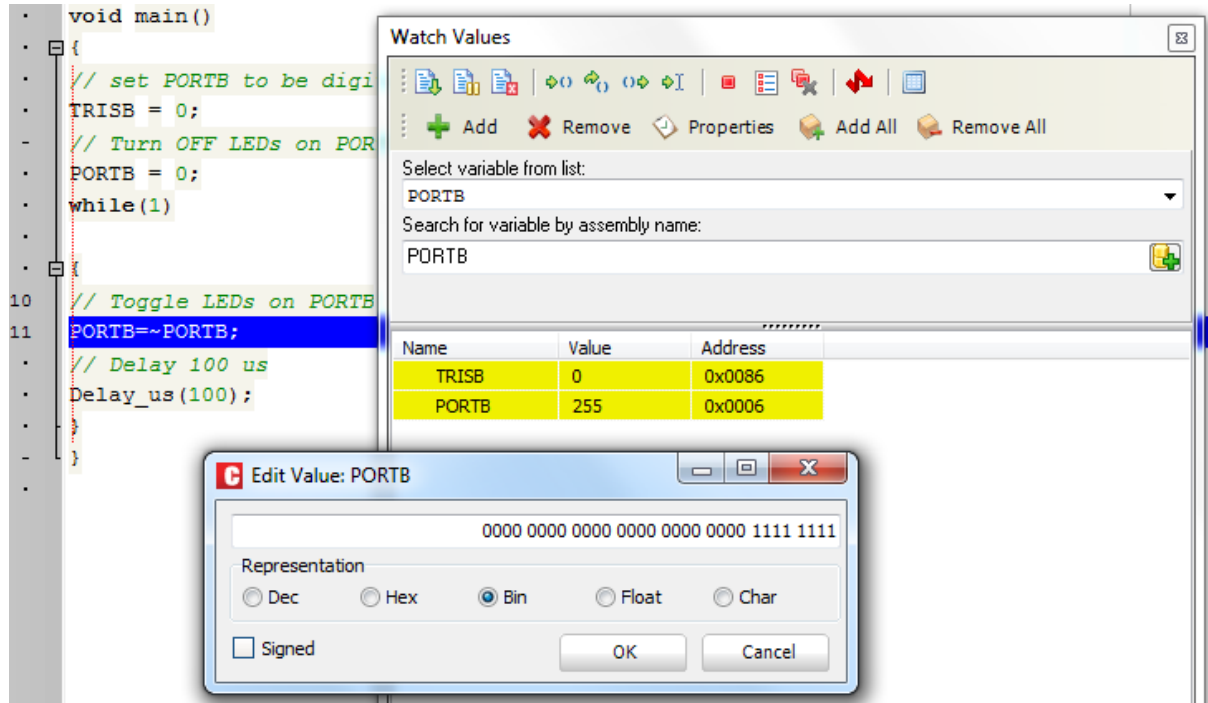 void main()
{
// set PORTB to be digi
TRISB = 0;
// Turn OFF LEDs on POR
PORTB = 0;
while(1)
{
10 // Toggle LEDs on PORTB
11 PORTB=~PORTB;
// Delay 100 us
Delay_us(100);
}
}
Watch Values
Add Remove Properties Add All Remove All
Select variable from list:
PORTB
Search for variable by assembly name:
PORTB
Name Value Address
TRISB 0 0x0086
PORTB 255 0x0006
Edit Value: PORTB
0000 0000 0000 0000 0000 0000 1111 1111
Representation
Dec Hex Bin Float Char
Signed OK Cancel